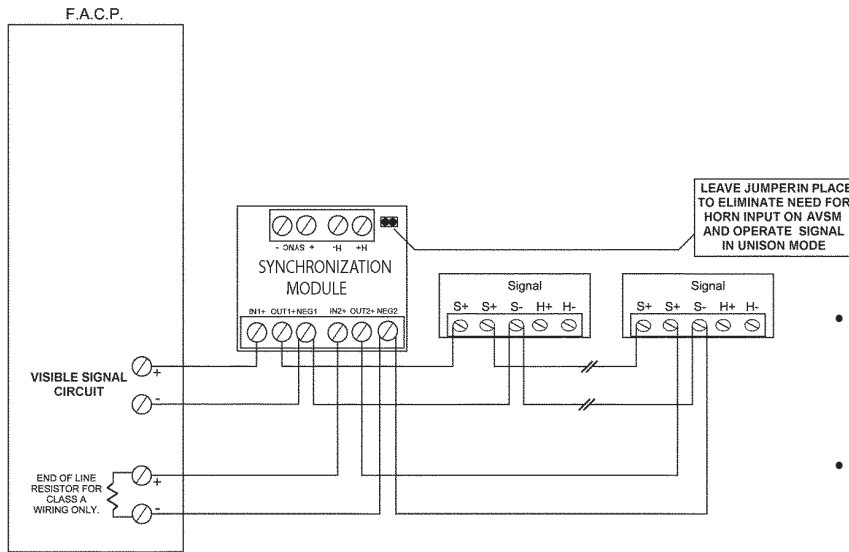 F.A.C.P.
LEAVE JUMPERIN PLACE
TO ELIMINATE NEED FOR
HORN INPUT ON AVSM
AND OPERATE SIGNAL
IN UNISON MODE
- SYNC + H- H+
SYNCHRONIZATION
MODULE
IN1+ OUT1+ NEG1 IN2+ OUT2+ NEG2
Signal
S+ S+ S- H+ H-
Signal
S+ S+ S- H+ H-
VISIBLE SIGNAL
CIRCUIT
+
-
END OF LINE
RESISTOR FOR
CLASS A
WIRING ONLY.
+
-